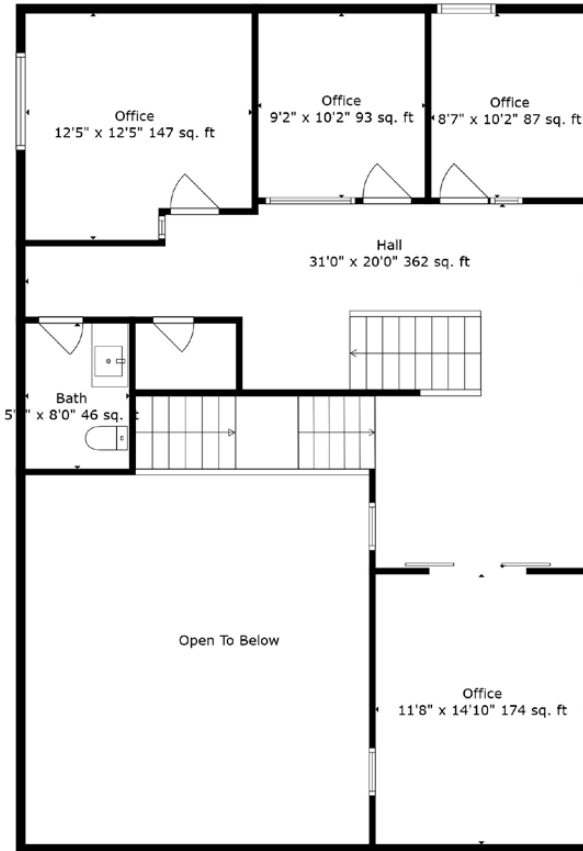 Office
12'5" x 12'5" 147 sq. ft
Office
9'2" x 10'2" 93 sq. ft
Office
8'7" x 10'2" 87 sq. ft
Hall
31'0" x 20'0" 362 sq. ft
Bath
x 8'0" 46 sq.
Open To Below
Office
11'8" x 14'10" 174 sq. ft